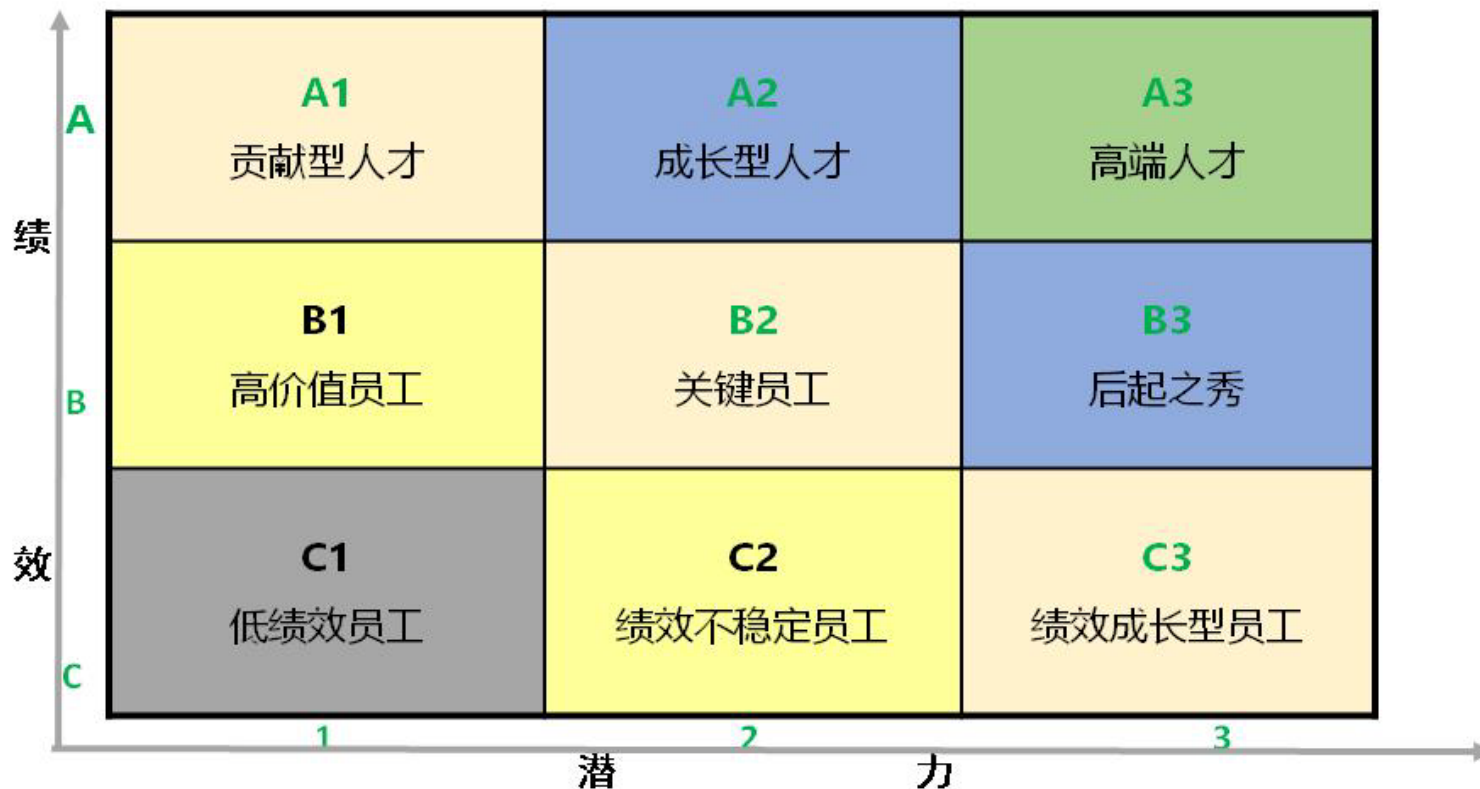 A
A1
贡献型人才
A2
成长型人才
A3
高端人才
绩
B
B1
高价值员工
B2
关键员工
B3
后起之秀
效
C
C1
低绩效员工
C2
绩效不稳定员工
C3
绩效成长型员工
1
2
3
潜 力